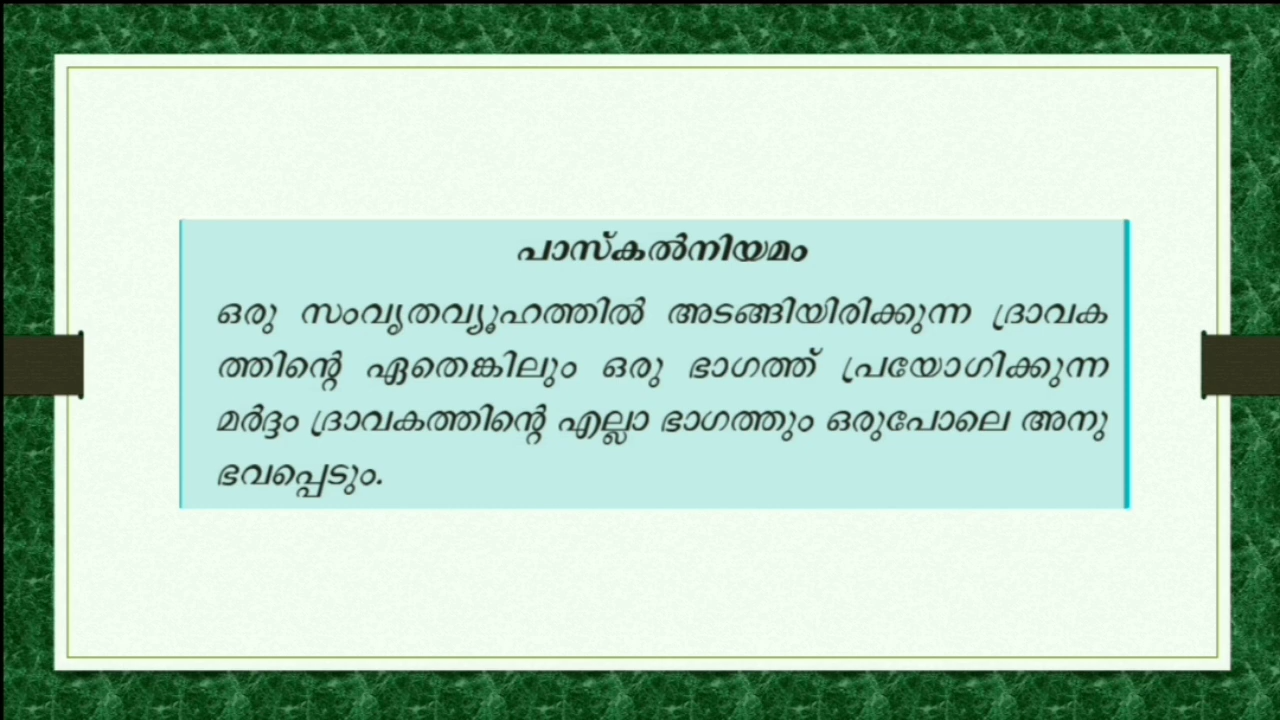 പാസ്കൽനിയമം
ഒരു സംവൃതവ്യൂഹത്തിൽ അടങ്ങിയിരിക്കുന്ന ദ്രാവക
ത്തിന്റെ ഏതെങ്കിലും ഒരു ഭാഗത്ത് പ്രയോഗിക്കുന്ന
മർദ്ദം ദ്രാവകത്തിന്റെ എല്ലാ ഭാഗത്തും ഒരുപോലെ അനു
ഭവപ്പെടും.